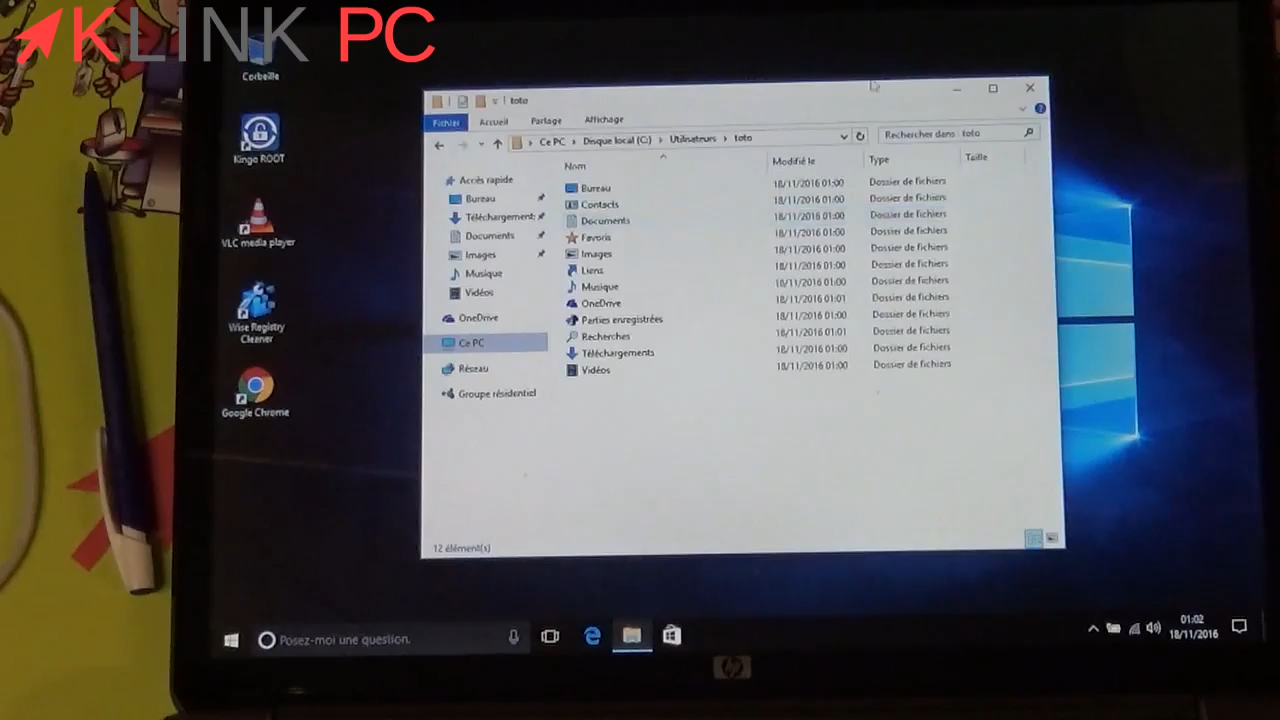 KLINK PC
Corbeille
Kingo ROOT
VLC media player
Wise Registry
Cleaner
Google Chrome
toto
Fichier Accueil Partage Affichage
Ce PC Disque local (C:) Utilisateurs toto
Rechercher dans : toto
Nom Modifié le Type Taille
Accès rapide
Bureau
Téléchargement:
Documents
Images
Musique
Vidéos
OneDrive
Ce PC
Réseau
Groupe résidentiel
Bureau 18/11/2016 01:00 Dossier de fichiers
Contacts 18/11/2016 01:00 Dossier de fichiers
Documents 18/11/2016 01:00 Dossier de fichiers
Favoris 18/11/2016 01:00 Dossier de fichiers
Images 18/11/2016 01:00 Dossier de fichiers
Liens 18/11/2016 01:00 Dossier de fichiers
Musique 18/11/2016 01:00 Dossier de fichiers
OneDrive 18/11/2016 01:01 Dossier de fichiers
Parties enregistrées 18/11/2016 01:00 Dossier de fichiers
Recherches 18/11/2016 01:01 Dossier de fichiers
Téléchargements 18/11/2016 01:00 Dossier de fichiers
Vidéos 18/11/2016 01:00 Dossier de fichiers
12 élément(s)
Posez-moi une question.
01:02
18/11/2016
hp